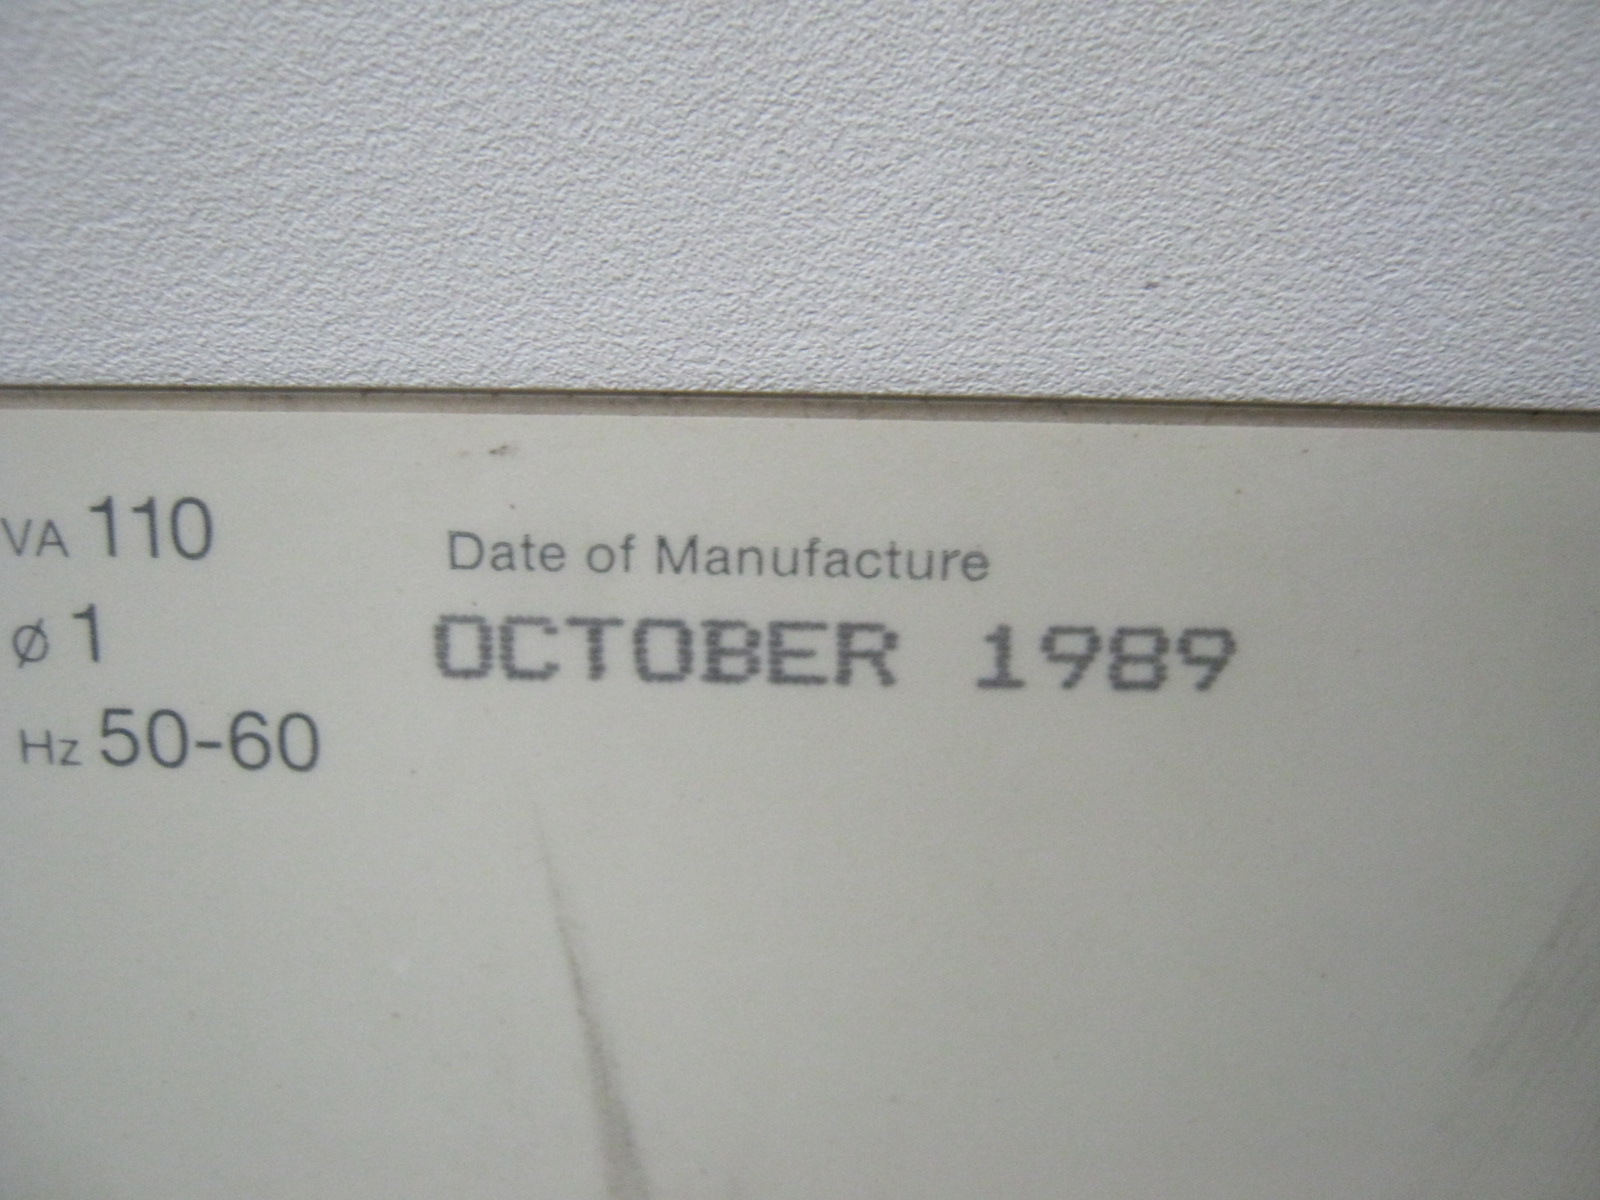 VA 110
Date of Manufacture
ø 1
OCTOBER 1989
Hz 50-60